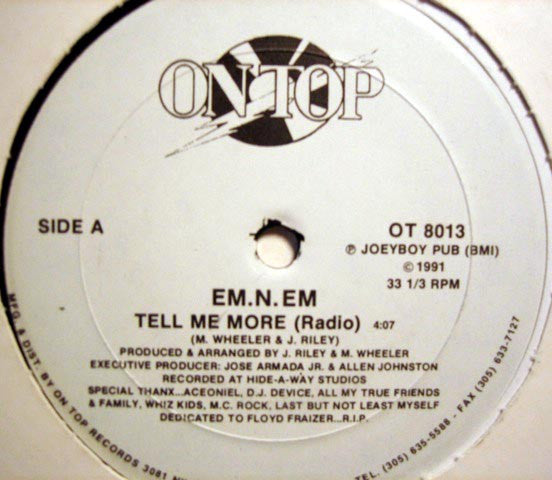 ON TOP
SIDE A
OT 8013
Ⓟ JOEYBOY PUB (BMI)
© 1991
33 1/3 RPM
EM.N.EM
TELL ME MORE (Radio) 4:07
(M. WHEELER & J. RILEY)
PRODUCED & ARRANGED BY J. RILEY & M. WHEELER
EXECUTIVE PRODUCER: JOSE ARMADA JR. & ALLEN JOHNSTON
RECORDED AT HIDE-A-WAY STUDIOS
SPECIAL THANX...ACEONIEL, D.J. DEVICE, ALL MY TRUE FRIENDS
& FAMILY, WHIZ KIDS, M.C. ROCK, LAST BUT NOT LEAST MYSELF
DEDICATED TO FLOYD FRAIZER...R.I.P.
MFG. & DIST. BY ON TOP RECORDS 3081
TEL. (305) 635-5588 - FAX (305) 633-7127